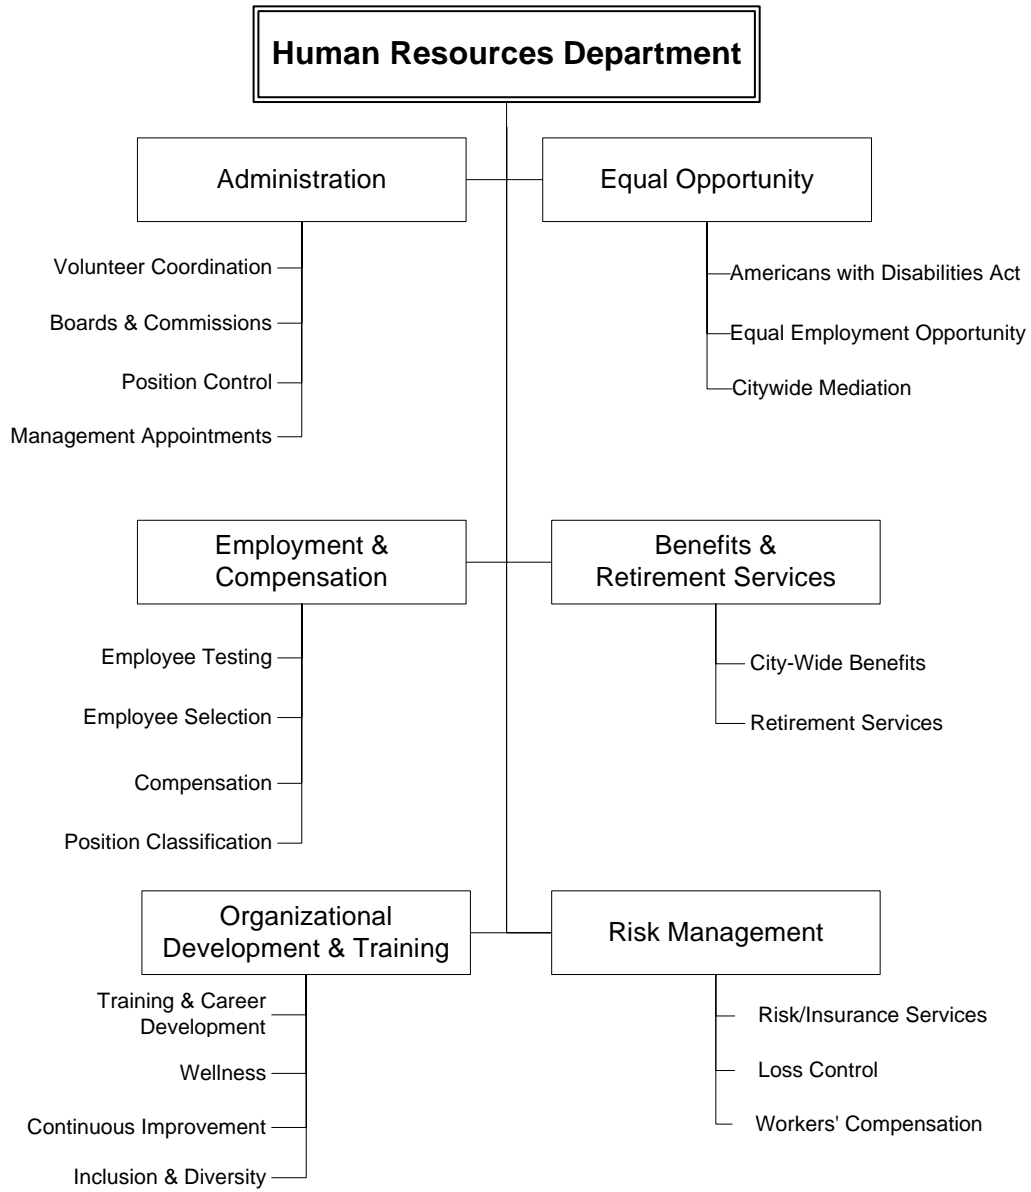 Human Resources Department
Administration
Volunteer Coordination
Boards & Commissions
Position Control
Management Appointments
Equal Opportunity
Americans with Disabilities Act
Equal Employment Opportunity
Citywide Mediation
Employment &
Compensation
Employee Testing
Employee Selection
Compensation
Position Classification
Benefits &
Retirement Services
City-Wide Benefits
Retirement Services
Organizational
Development & Training
Training & Career
Development
Wellness
Continuous Improvement
Inclusion & Diversity
Risk Management
Risk/Insurance Services
Loss Control
Workers' Compensation